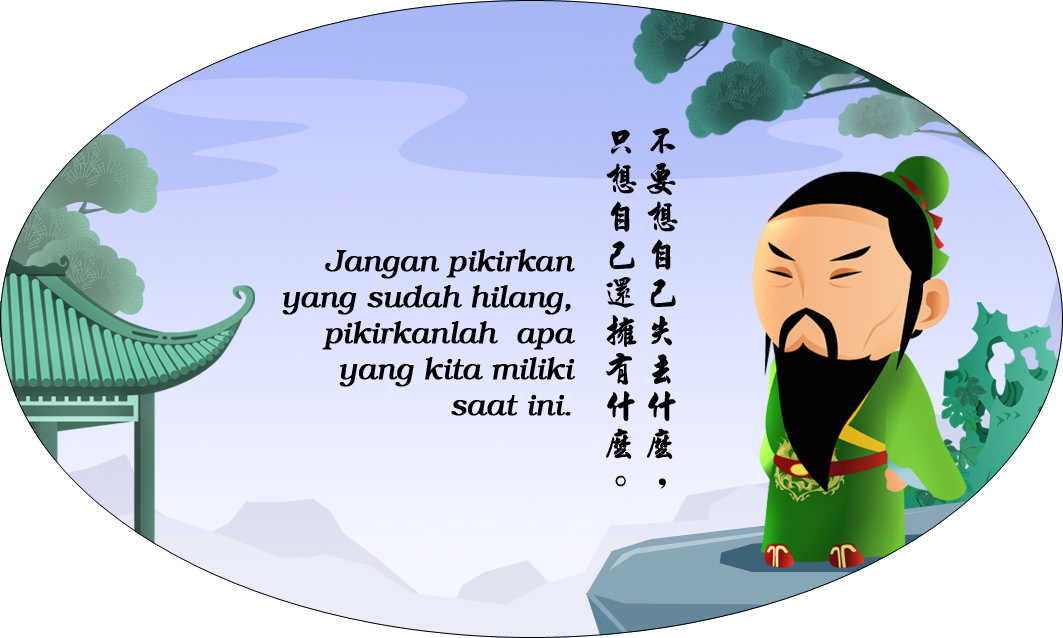 不要想自己失去什麼，
只想自己還擁有什麼。
Jangan pikirkan
yang sudah hilang,
pikirkanlah apa
yang kita miliki
saat ini.